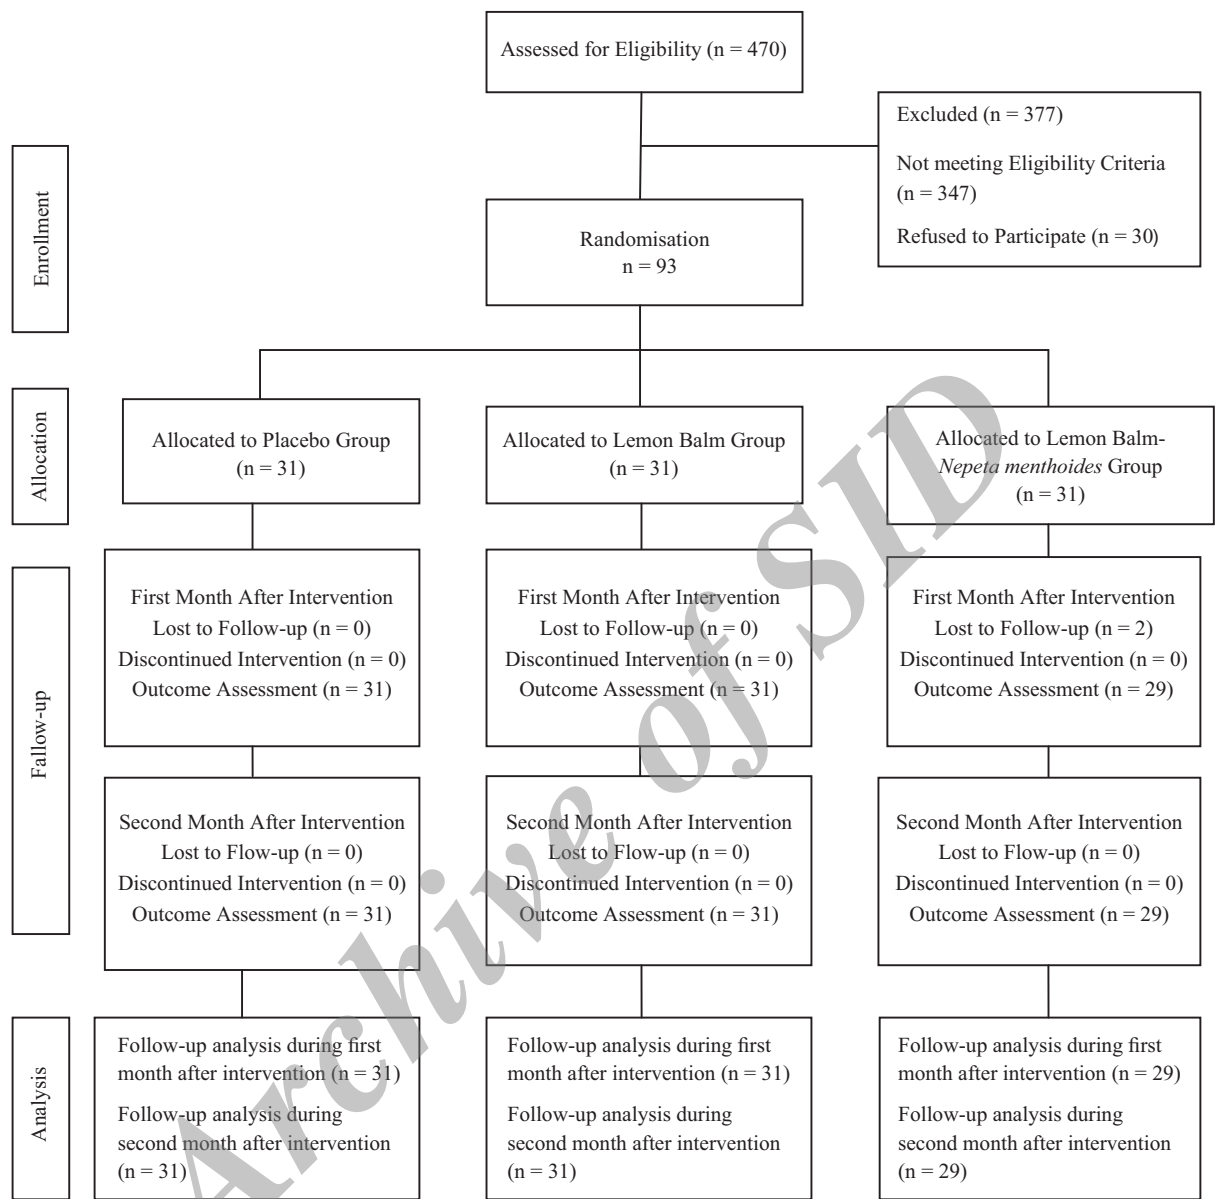 Assessed for Eligibility (n = 470)
Excluded (n = 377)
Not meeting Eligibility Criteria
(n = 347)
Refused to Participate (n = 30)
Enrollment
Randomisation
n = 93
Allocation
Allocated to Placebo Group
(n = 31)
Allocated to Lemon Balm Group
(n = 31)
Allocated to Lemon Balm-
Nepeta menthoides Group
(n = 31)
Fallow-up
First Month After Intervention
Lost to Follow-up (n = 0)
Discontinued Intervention (n = 0)
Outcome Assessment (n = 31)
First Month After Intervention
Lost to Follow-up (n = 0)
Discontinued Intervention (n = 0)
Outcome Assessment (n = 31)
First Month After Intervention
Lost to Follow-up (n = 2)
Discontinued Intervention (n = 0)
Outcome Assessment (n = 29)
Second Month After Intervention
Lost to Flow-up (n = 0)
Discontinued Intervention (n = 0)
Outcome Assessment (n = 31)
Second Month After Intervention
Lost to Flow-up (n = 0)
Discontinued Intervention (n = 0)
Outcome Assessment (n = 31)
Second Month After Intervention
Lost to Flow-up (n = 0)
Discontinued Intervention (n = 0)
Outcome Assessment (n = 29)
Analysis
Follow-up analysis during first
month after intervention (n = 31)
Follow-up analysis during
second month after intervention
(n = 31)
Follow-up analysis during first
month after intervention (n = 31)
Follow-up analysis during
second month after intervention
(n = 31)
Follow-up analysis during first
month after intervention (n = 29)
Follow-up analysis during
second month after intervention
(n = 29)
Archive of SID